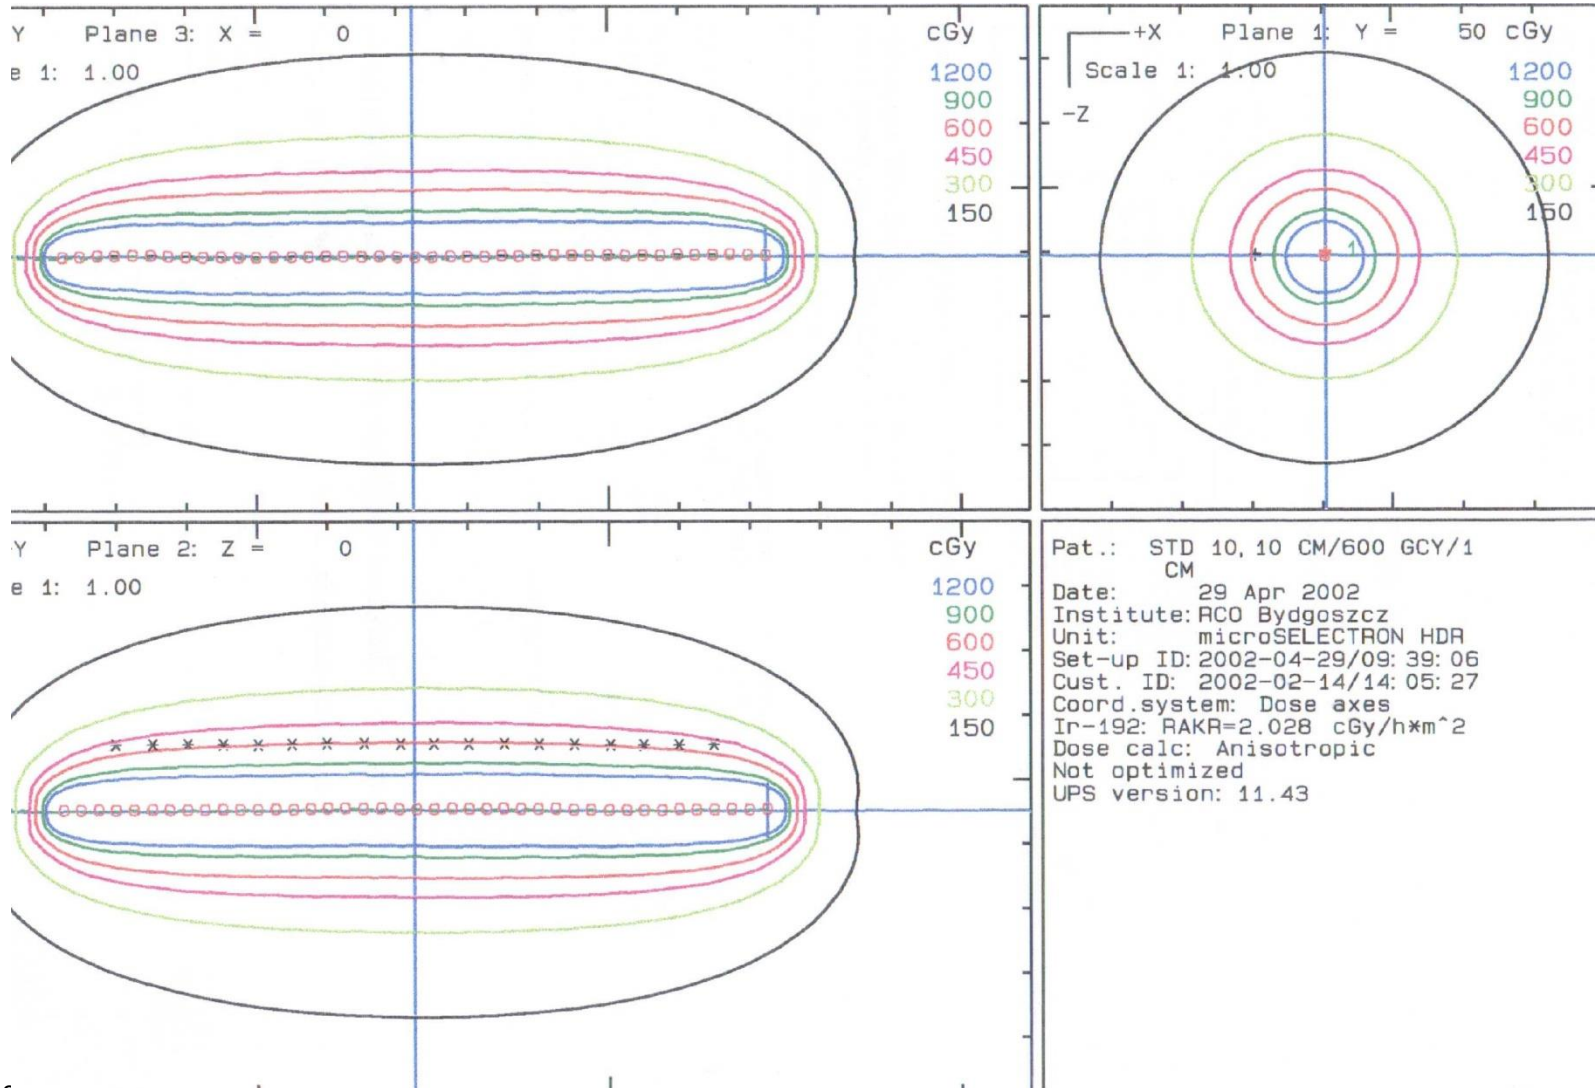 Y Plane 3: X = 0 cGy
e 1: 1.00
1200
900
600
450
300
150
+X Plane 1: Y = 50 cGy
Scale 1: 1.00
-Z
1200
900
600
450
300
150
1
-Y Plane 2: Z = 0 cGy
e 1: 1.00
1200
900
600
450
300
150
Pat.: STD 10,10 CM/600 GCY/1
CM
Date: 29 Apr 2002
Institute: RCO Bydgoszcz
Unit: microSELECTRON HDR
Set-up ID: 2002-04-29/09:39:06
Cust. ID: 2002-02-14/14:05:27
Coord.system: Dose axes
Ir-192: RAKR=2.028 cGy/h*m^2
Dose calc: Anisotropic
Not optimized
UPS version: 11.43